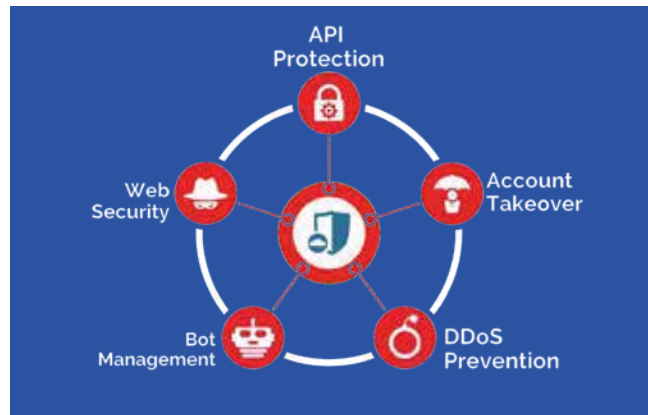 API
Protection
Account
Takeover
DDoS
Prevention
Bot
Management
Web
Security